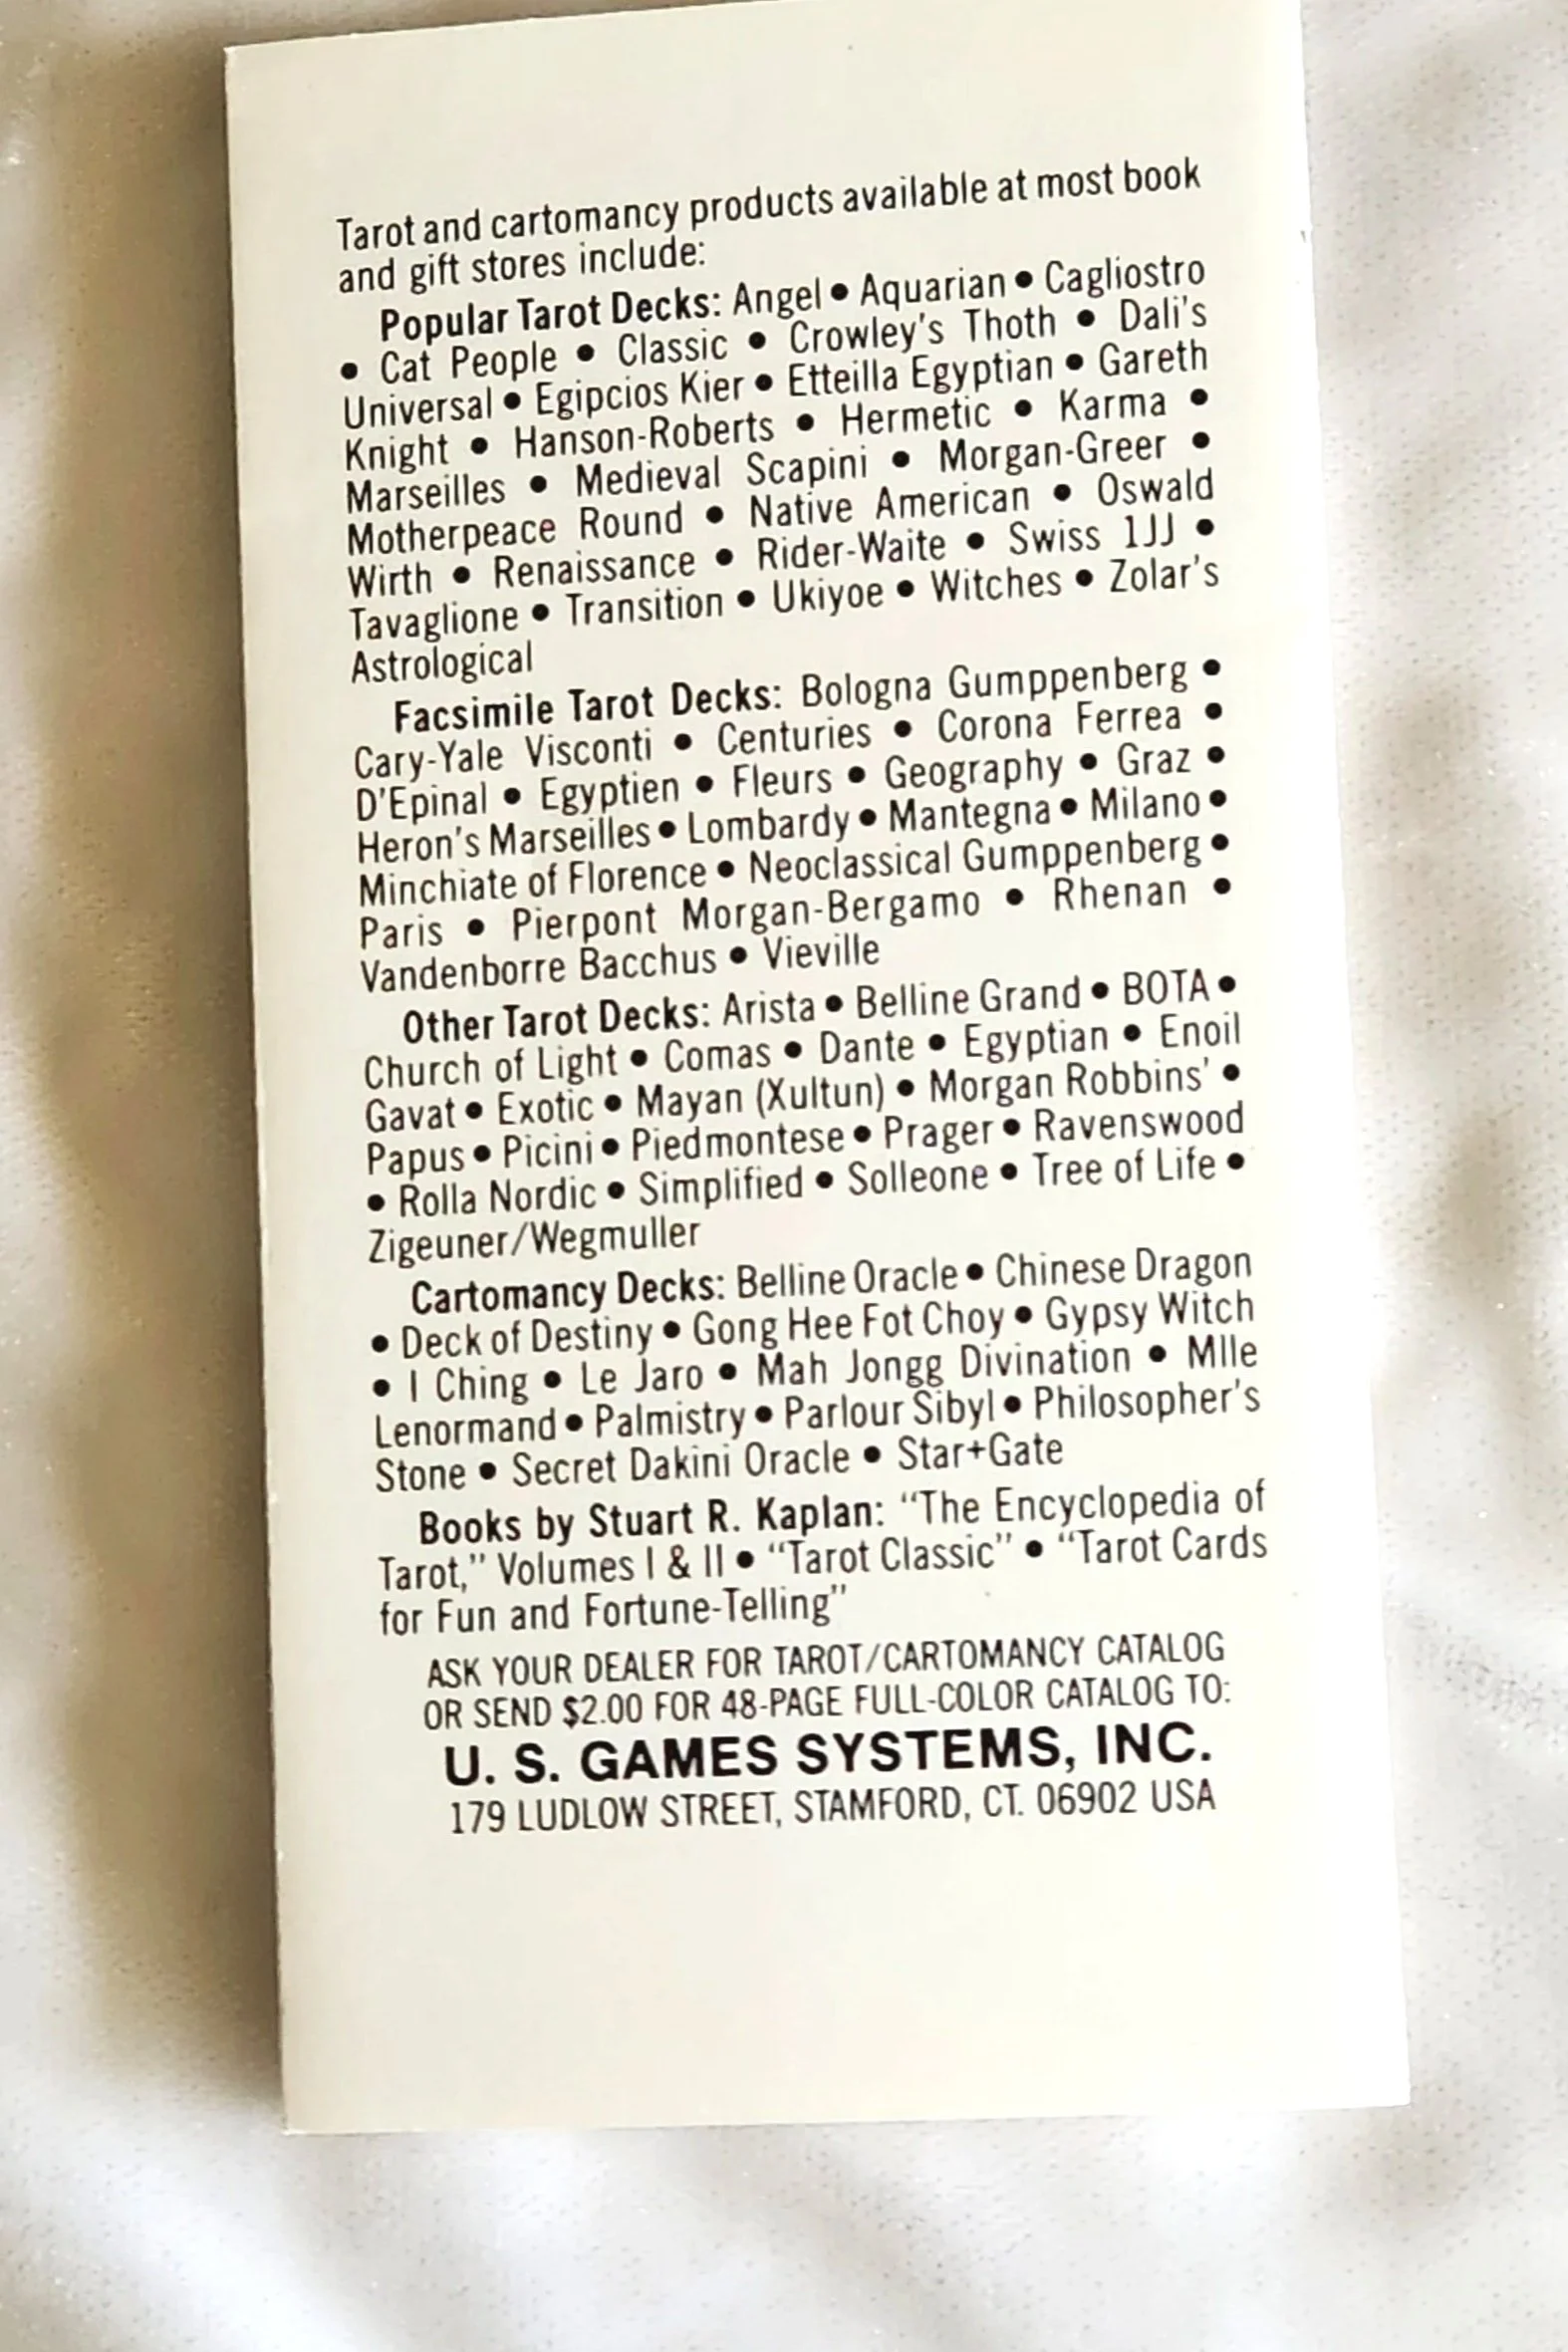 Tarot and cartomancy products available at most book
and gift stores include:
Popular Tarot Decks: Angel • Aquarian • Cagliostro
• Cat People • Classic • Crowley's Thoth • Dali's
Universal • Egipcios Kier • Etteilla Egyptian • Gareth
Knight • Hanson-Roberts • Hermetic • Karma •
Marseilles • Medieval Scapini • Morgan-Greer •
Motherpeace Round • Native American • Oswald
Wirth • Renaissance • Rider-Waite • Swiss 1JJ •
Tavaglione • Transition • Ukiyoe • Witches • Zolar's
Astrological
Facsimile Tarot Decks: Bologna Gumppenberg •
Cary-Yale Visconti • Centuries • Corona Ferrea •
D'Epinal • Egyptien • Fleurs • Geography • Graz •
Heron's Marseilles • Lombardy • Mantegna • Milano •
Minchiate of Florence • Neoclassical Gumppenberg •
Paris • Pierpont Morgan-Bergamo • Rhenan •
Vandenborre Bacchus • Vieville
Other Tarot Decks: Arista • Belline Grand • BOTA •
Church of Light • Comas • Dante • Egyptian • Enoil
Gavat • Exotic • Mayan (Xultun) • Morgan Robbins' •
Papus • Picini • Piedmontese • Prager • Ravenswood
• Rolla Nordic • Simplified • Solleone • Tree of Life •
Zigeuner/Wegmuller
Cartomancy Decks: Belline Oracle • Chinese Dragon
• Deck of Destiny • Gong Hee Fot Choy • Gypsy Witch
• I Ching • Le Jaro • Mah Jongg Divination • Mlle
Lenormand • Palmistry • Parlour Sibyl • Philosopher's
Stone • Secret Dakini Oracle • Star+Gate
Books by Stuart R. Kaplan: "The Encyclopedia of
Tarot," Volumes I & II • "Tarot Classic" • "Tarot Cards
for Fun and Fortune-Telling"
ASK YOUR DEALER FOR TAROT/CARTOMANCY CATALOG
OR SEND $2.00 FOR 48-PAGE FULL-COLOR CATALOG TO:
U. S. GAMES SYSTEMS, INC.
179 LUDLOW STREET, STAMFORD, CT. 06902 USA